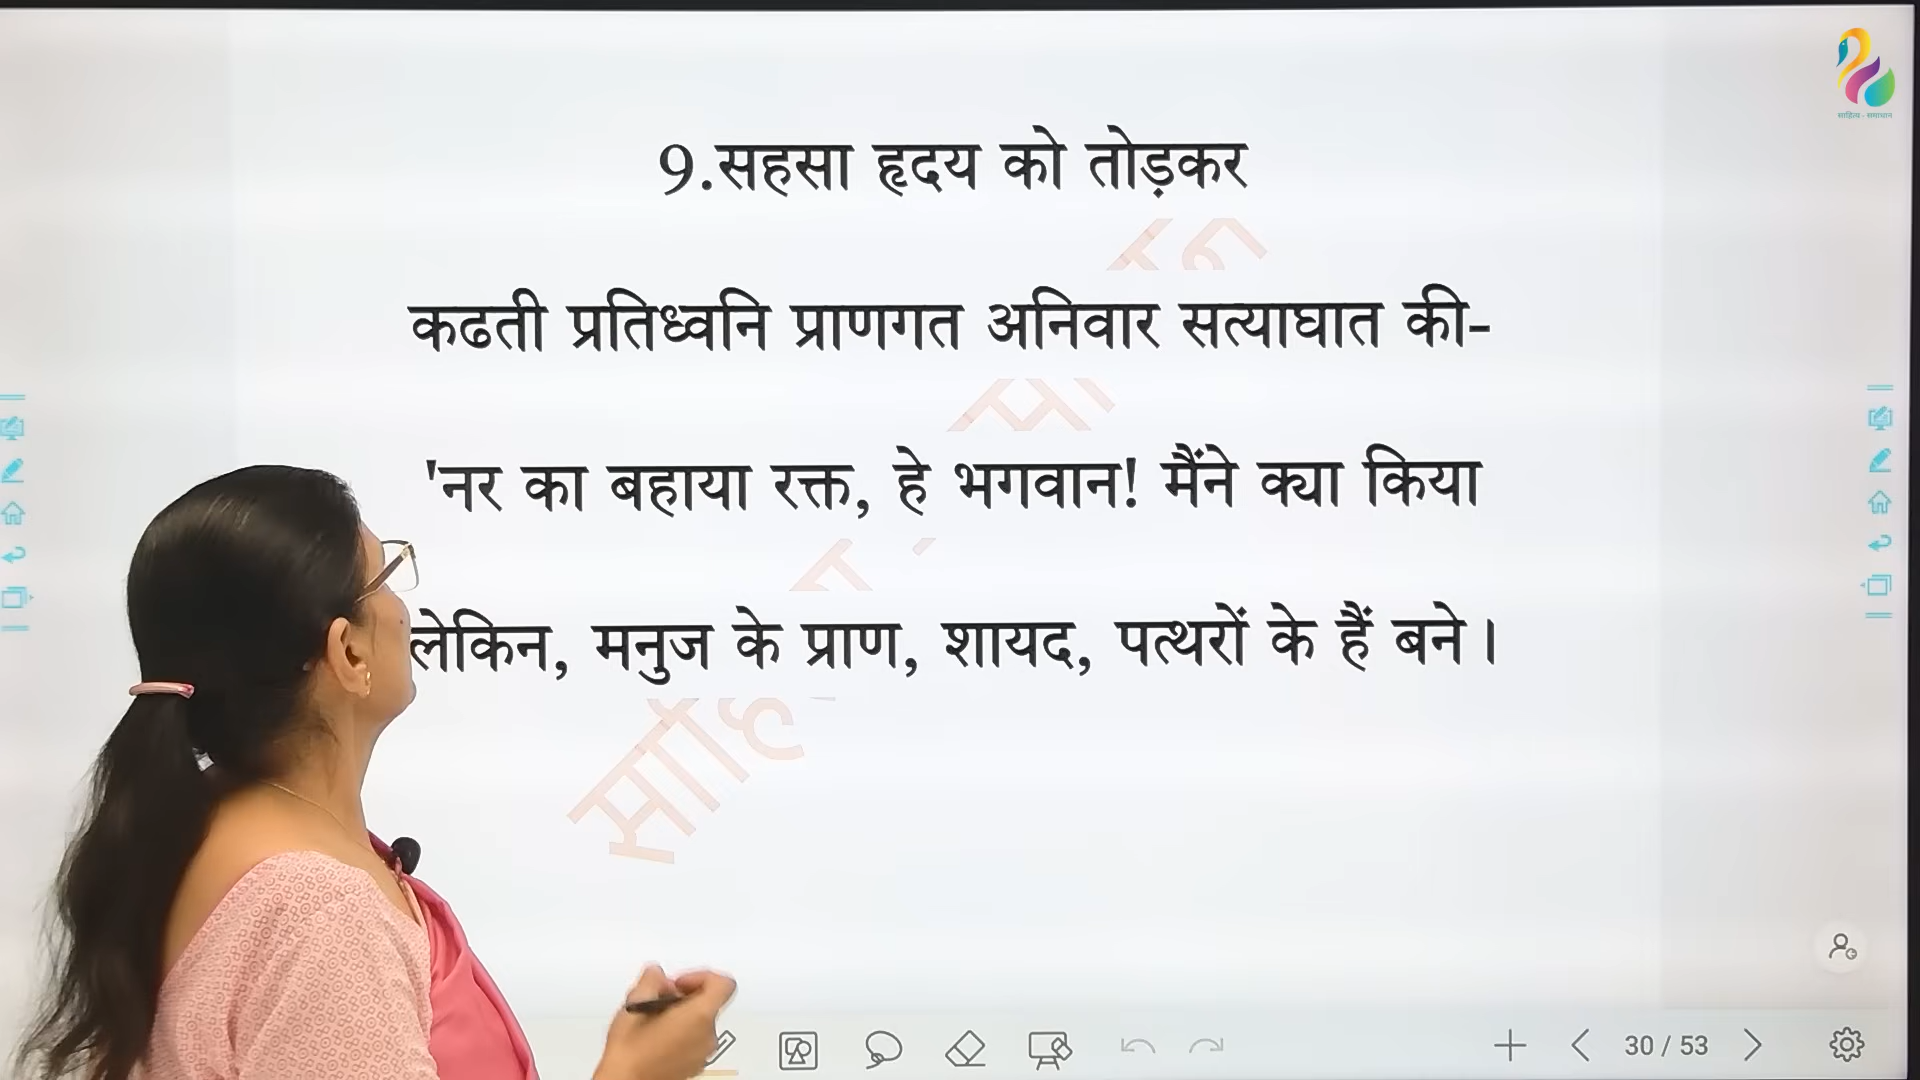 साहित्य - समाधान
9.सहसा हृदय को तोड़कर
कढती प्रतिध्वनि प्राणगत अनिवार सत्याघात की-
'नर का बहाया रक्त, हे भगवान! मैंने क्या किया
लेकिन, मनुज के प्राण, शायद, पत्थरों के हैं बने।
30 / 53